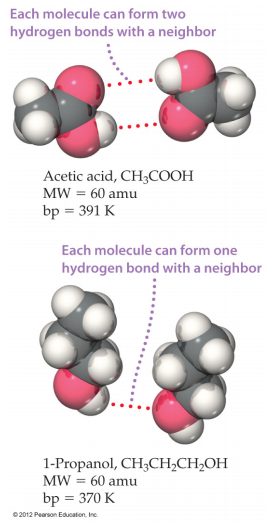 Each molecule can form two
hydrogen bonds with a neighbor
Acetic acid, CH₃COOH
MW = 60 amu
bp = 391 K
Each molecule can form one
hydrogen bond with a neighbor
1-Propanol, CH₃CH₂CH₂OH
MW = 60 amu
bp = 370 K
© 2012 Pearson Education, Inc.